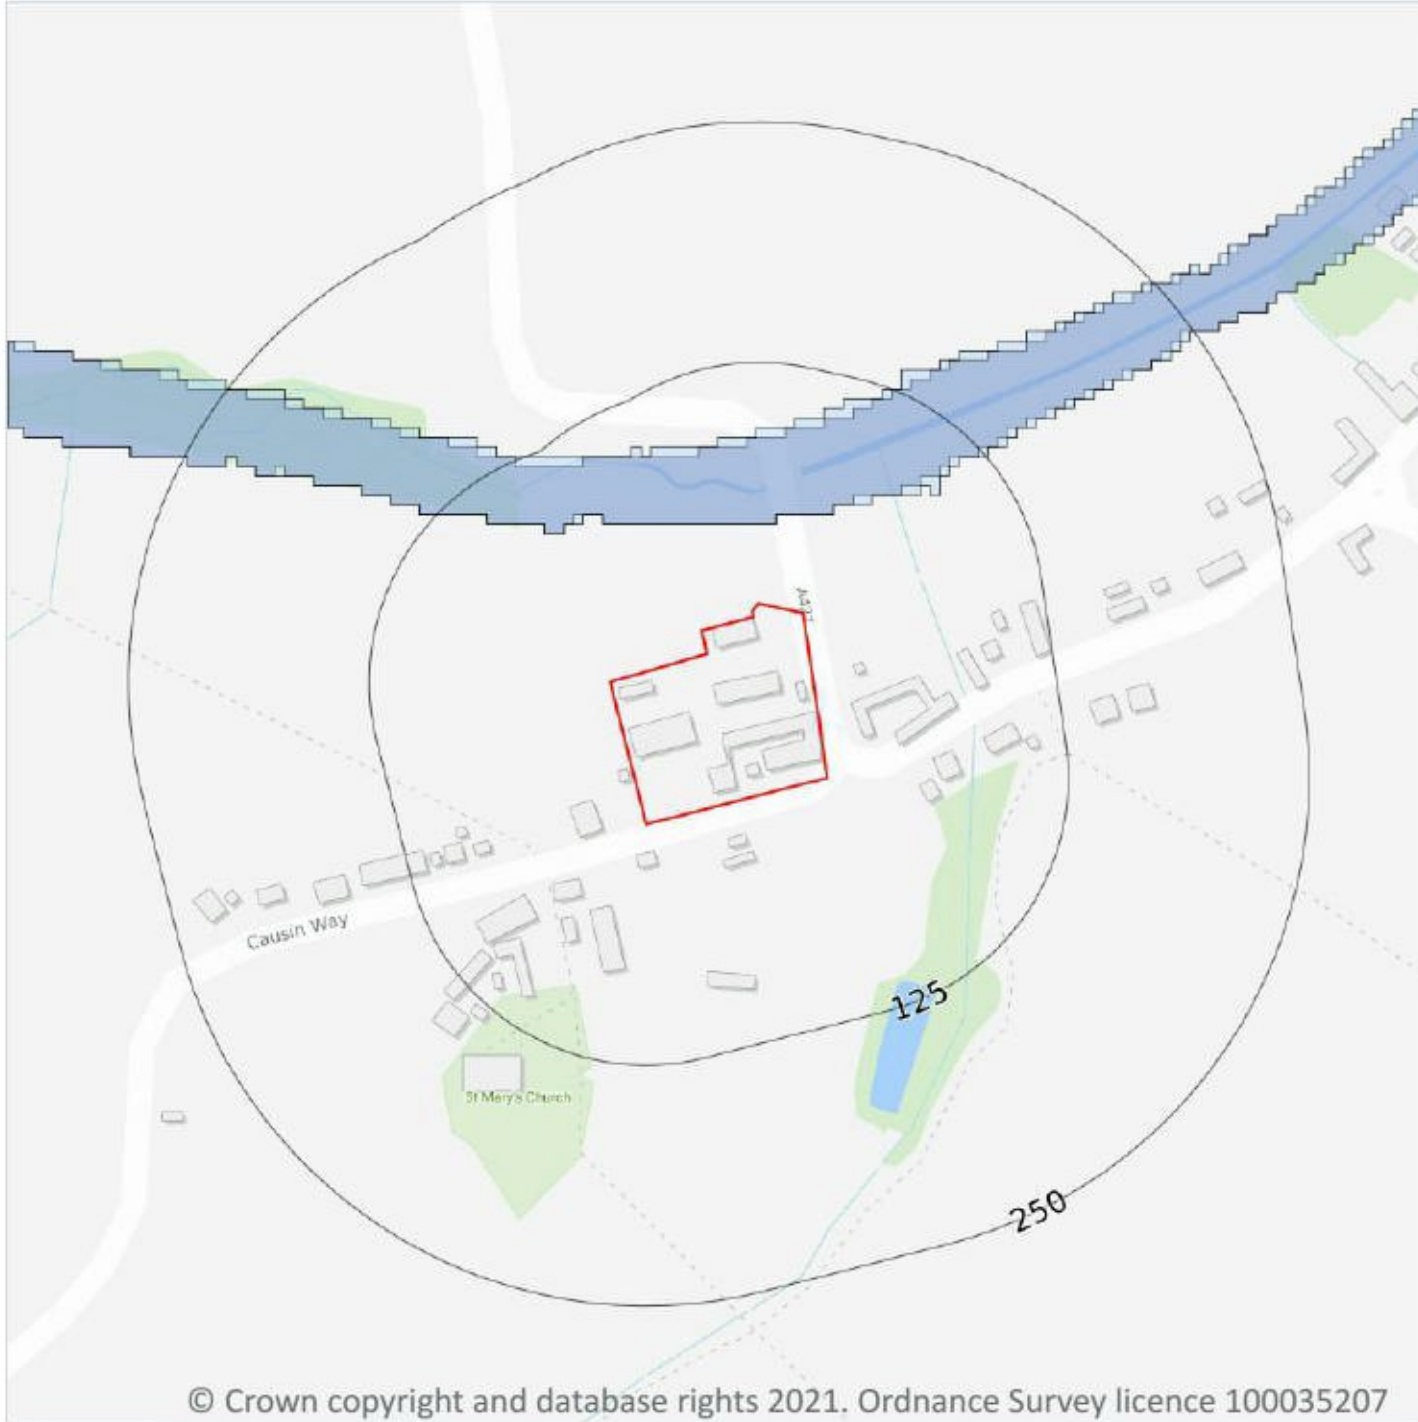 Causin Way
St Mary's Church
125
250
© Crown copyright and database rights 2021. Ordnance Survey licence 100035207